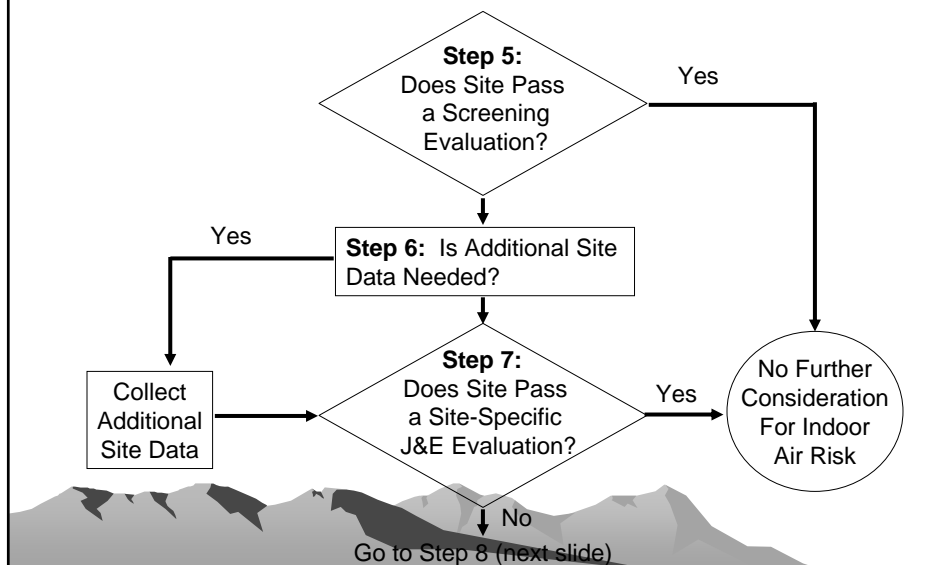 Step 5:
Does Site Pass
a Screening
Evaluation?
Yes
Yes
Step 6: Is Additional Site
Data Needed?
Collect
Additional
Site Data
Step 7:
Does Site Pass
a Site-Specific
J&E Evaluation?
Yes
No Further
Consideration
For Indoor
Air Risk
No
Go to Step 8 (next slide)